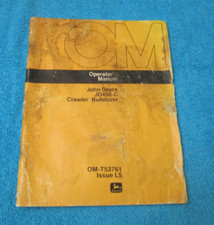 OM
Operator
Manual
John Deere
JD450-C
Crawler Bulldozer
OM-T53761
Issue L5